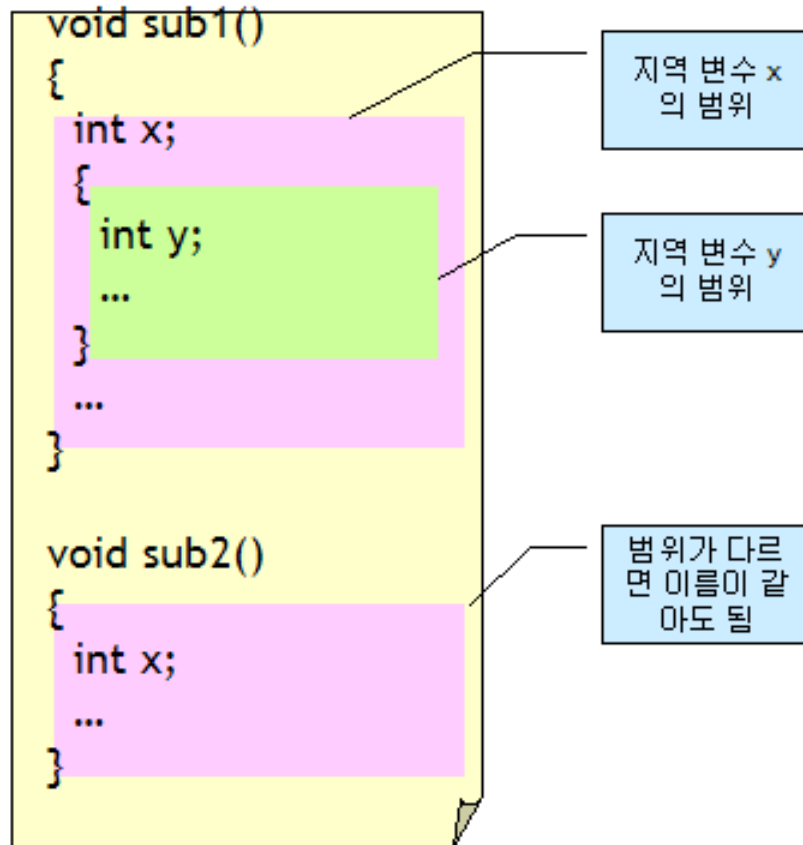 void sub1()
{
int x;
{
int y;
...
}
...
}
void sub2()
{
int x;
...
}
지역 변수 x
의 범위
지역 변수 y
의 범위
범위가 다르
면 이름이 같
아도 됨